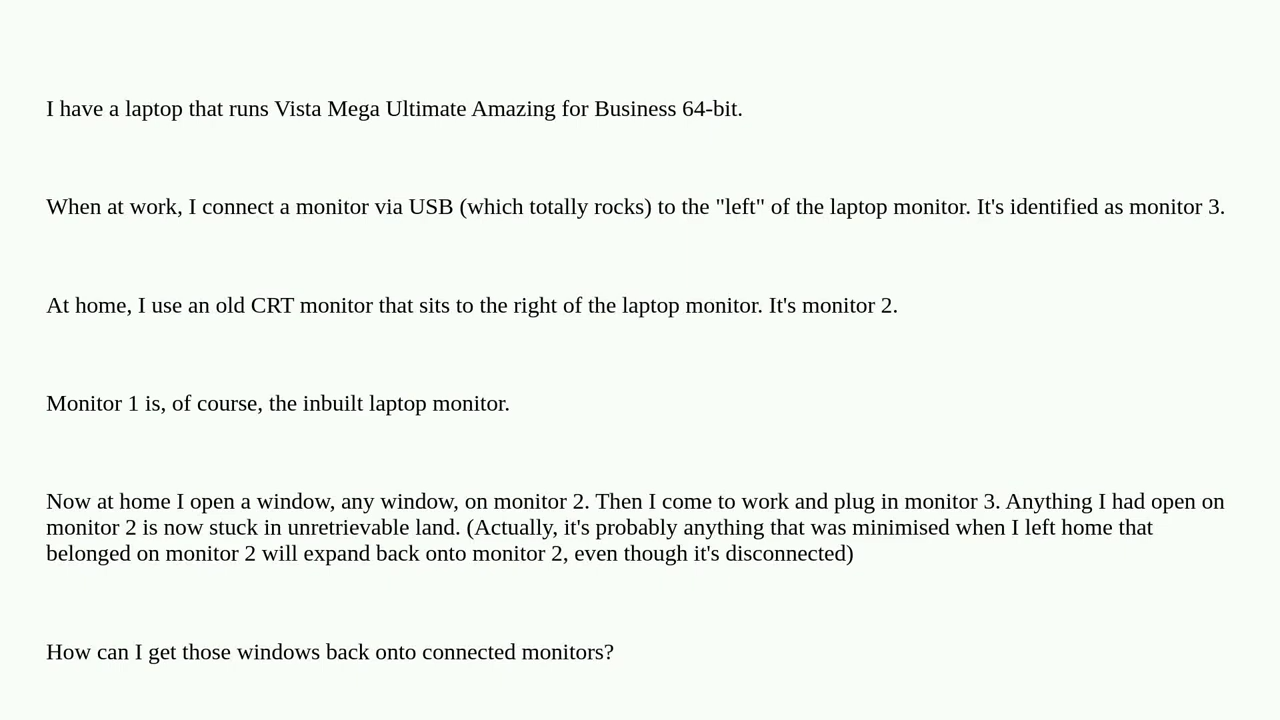 I have a laptop that runs Vista Mega Ultimate Amazing for Business 64-bit.
When at work, I connect a monitor via USB (which totally rocks) to the "left" of the laptop monitor. It's identified as monitor 3.
At home, I use an old CRT monitor that sits to the right of the laptop monitor. It's monitor 2.
Monitor 1 is, of course, the inbuilt laptop monitor.
Now at home I open a window, any window, on monitor 2. Then I come to work and plug in monitor 3. Anything I had open on
monitor 2 is now stuck in unretrievable land. (Actually, it's probably anything that was minimised when I left home that
belonged on monitor 2 will expand back onto monitor 2, even though it's disconnected)
How can I get those windows back onto connected monitors?